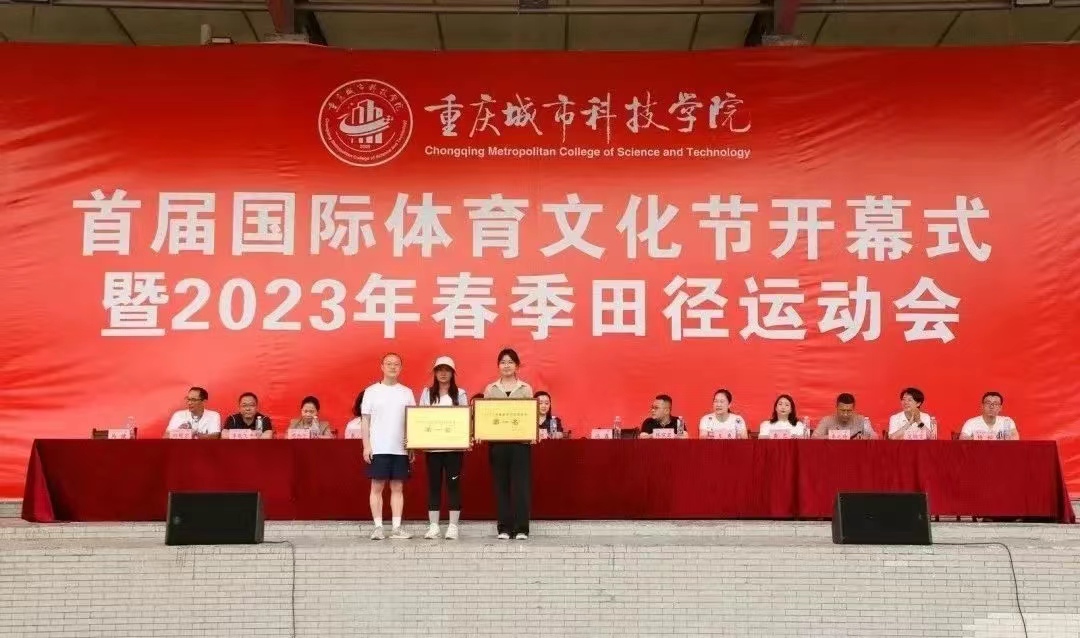 重庆城市科技学院
Chongqing Metropolitan College of Science and Technology
首届国际体育文化节开幕式
暨2023年春季田径运动会
第一名
第一名